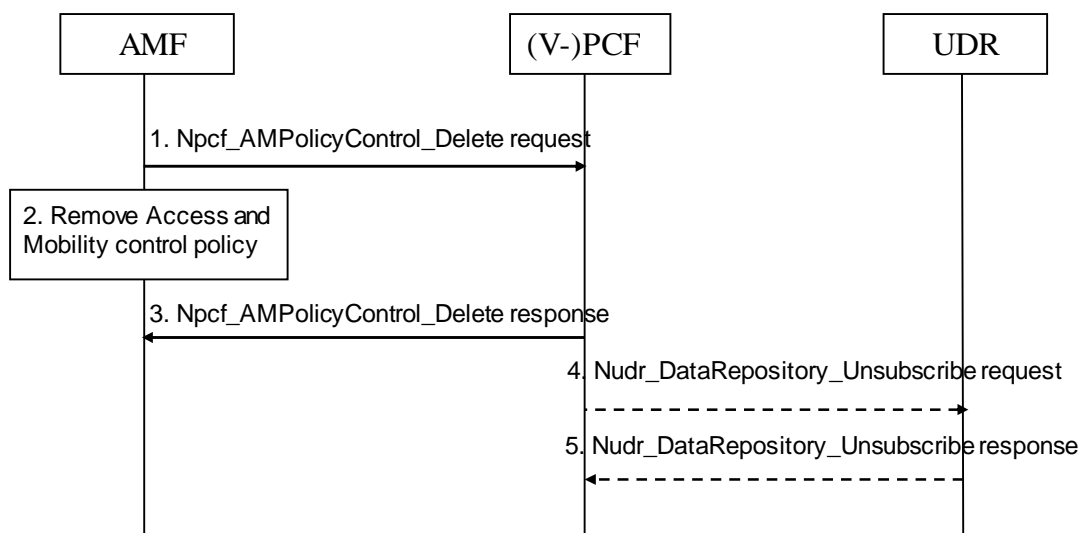 AMF
(V-)PCF
UDR
1. Npcf_AMPolicyControl_Delete request
2. Remove Access and
Mobility control policy
3. Npcf_AMPolicyControl_Delete response
4. Nudr_DataRepository_Unsubscribe request
5. Nudr_DataRepository_Unsubscribe response